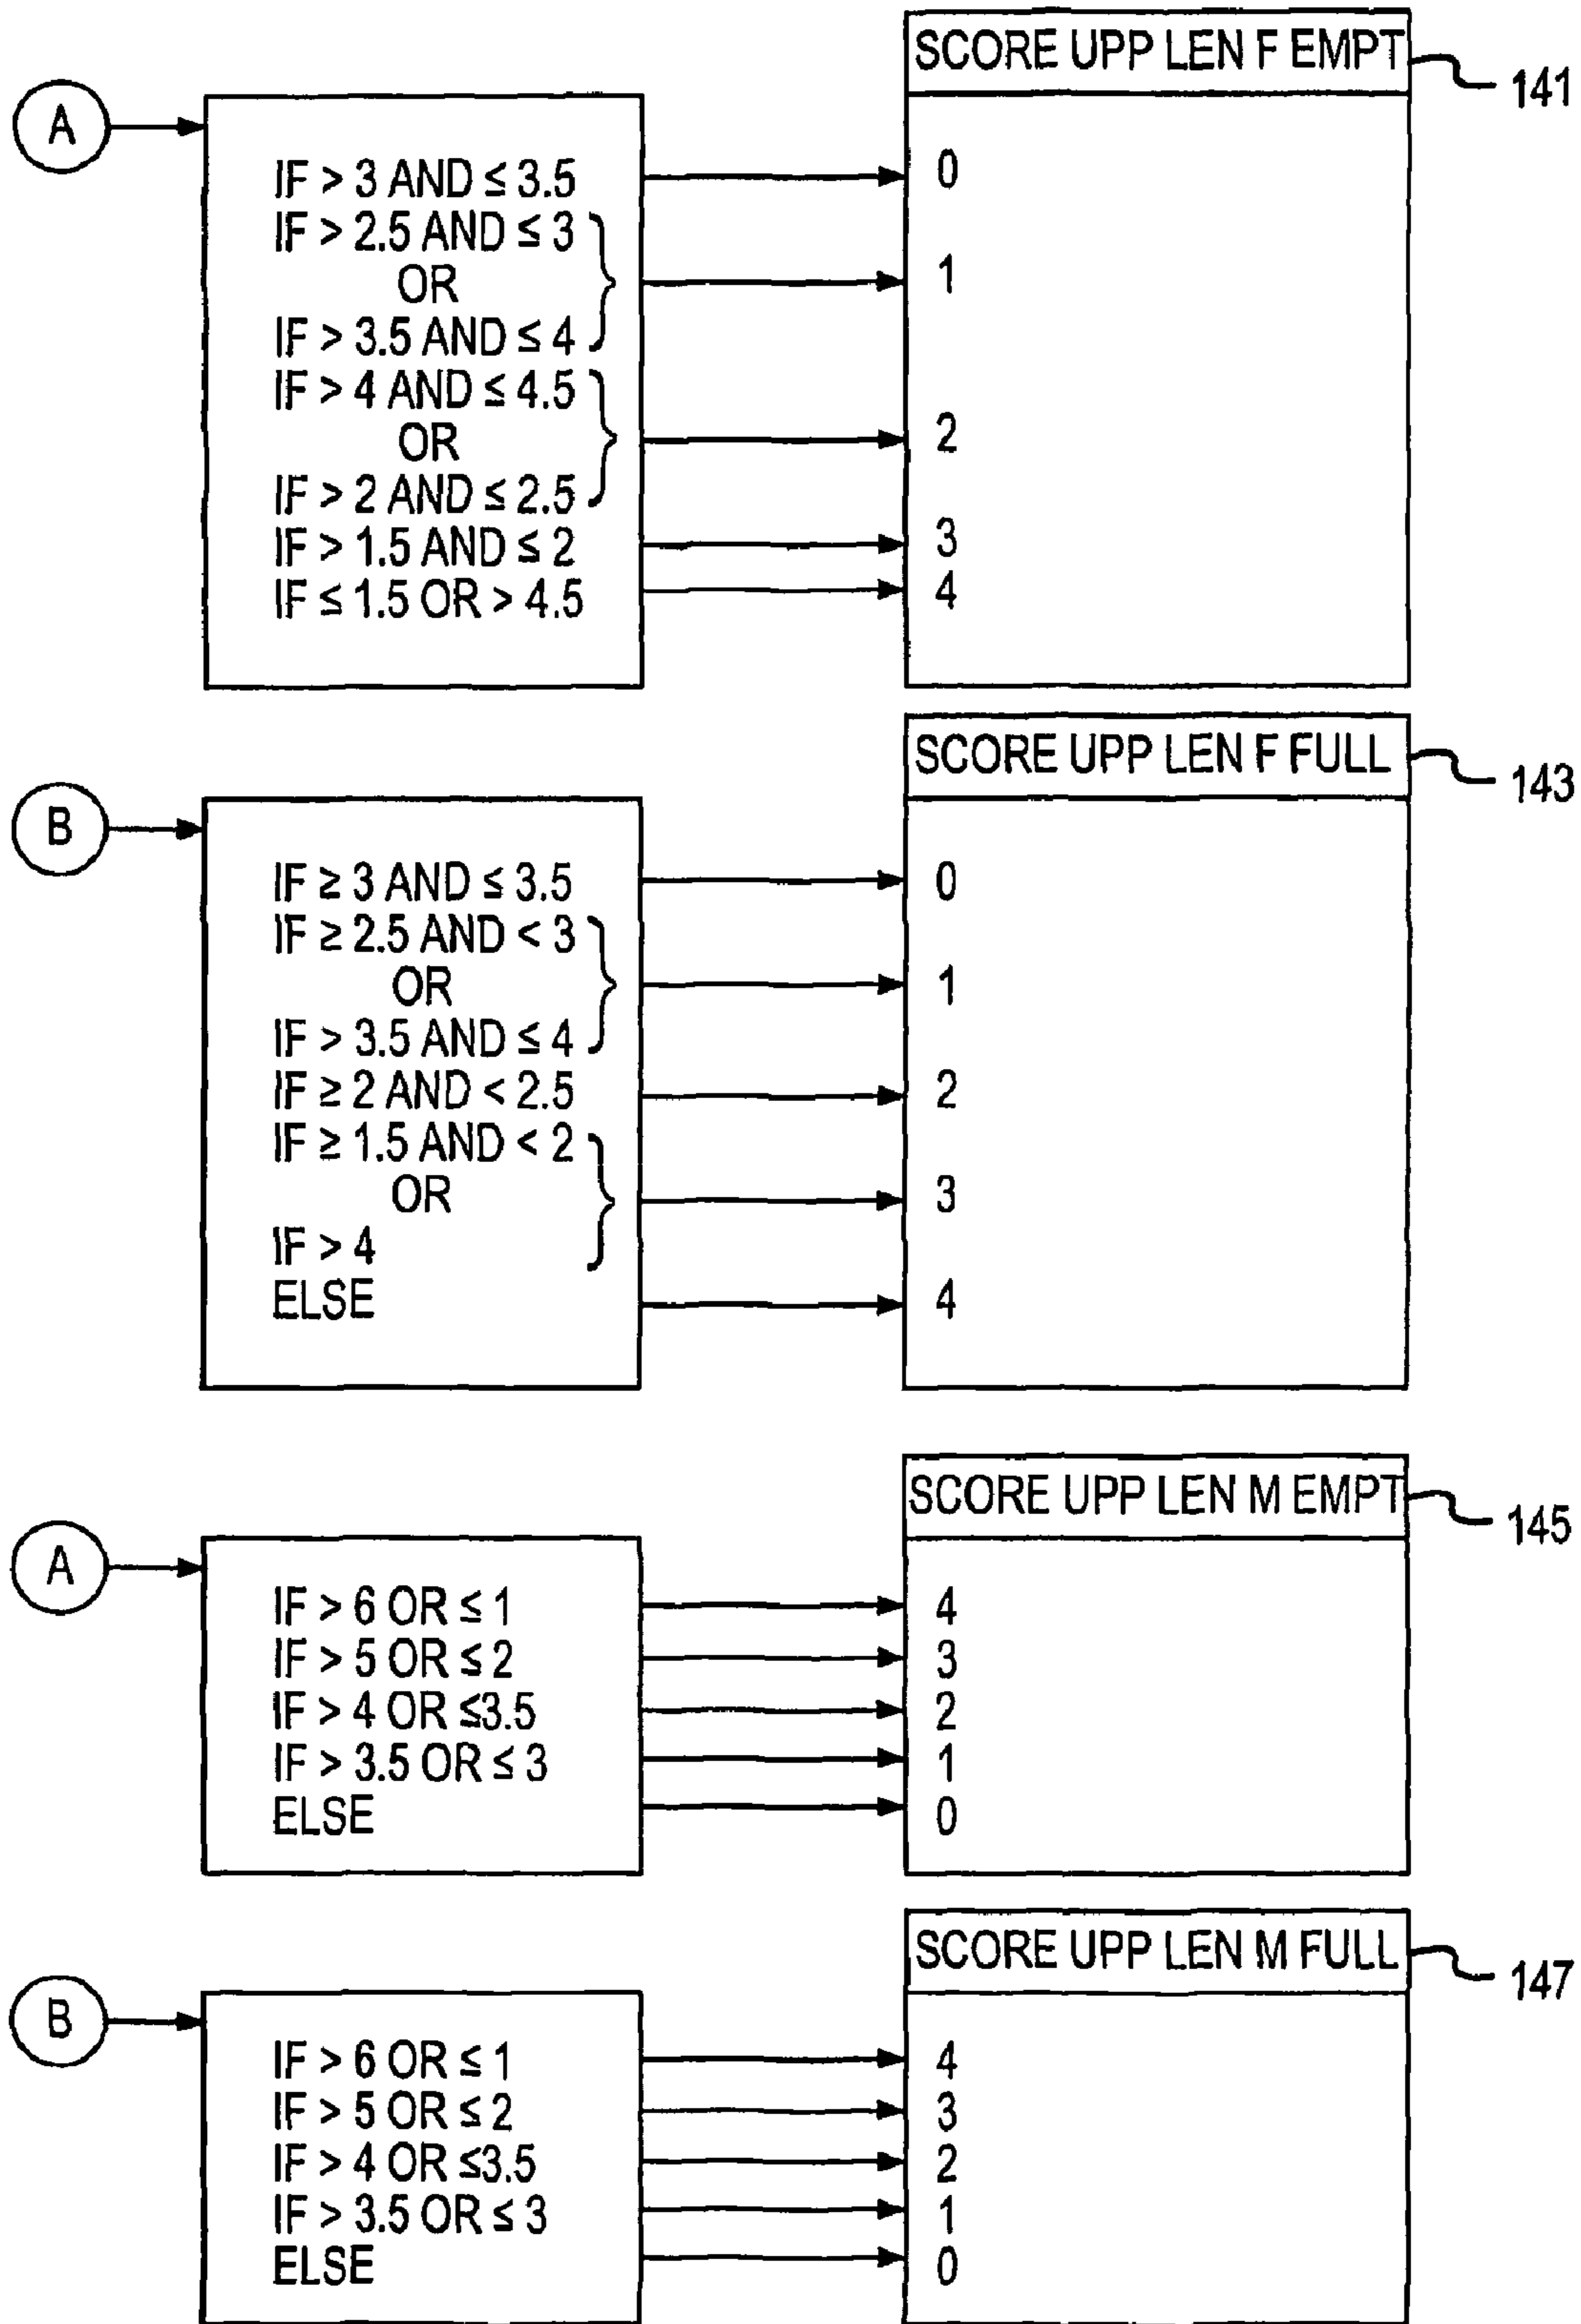 SCORE UPP LEN F EMPT
141
A
IF > 3 AND ≤ 3.5
0
IF > 2.5 AND ≤ 3
OR
1
IF > 3.5 AND ≤ 4
IF > 4 AND ≤ 4.5
OR
2
IF > 2 AND ≤ 2.5
IF > 1.5 AND ≤ 2
3
IF ≤ 1.5 OR > 4.5
4
SCORE UPP LEN F FULL
143
B
IF ≥ 3 AND ≤ 3.5
0
IF ≥ 2.5 AND < 3
OR
1
IF > 3.5 AND ≤ 4
IF ≥ 2 AND < 2.5
2
IF ≥ 1.5 AND < 2
OR
3
IF > 4
ELSE
4
SCORE UPP LEN M EMPT
145
A
IF > 6 OR ≤ 1
4
IF > 5 OR ≤ 2
3
IF > 4 OR ≤3.5
2
IF > 3.5 OR ≤ 3
1
ELSE
0
SCORE UPP LEN M FULL
147
B
IF > 6 OR ≤ 1
4
IF > 5 OR ≤ 2
3
IF > 4 OR ≤3.5
2
IF > 3.5 OR ≤ 3
1
ELSE
0